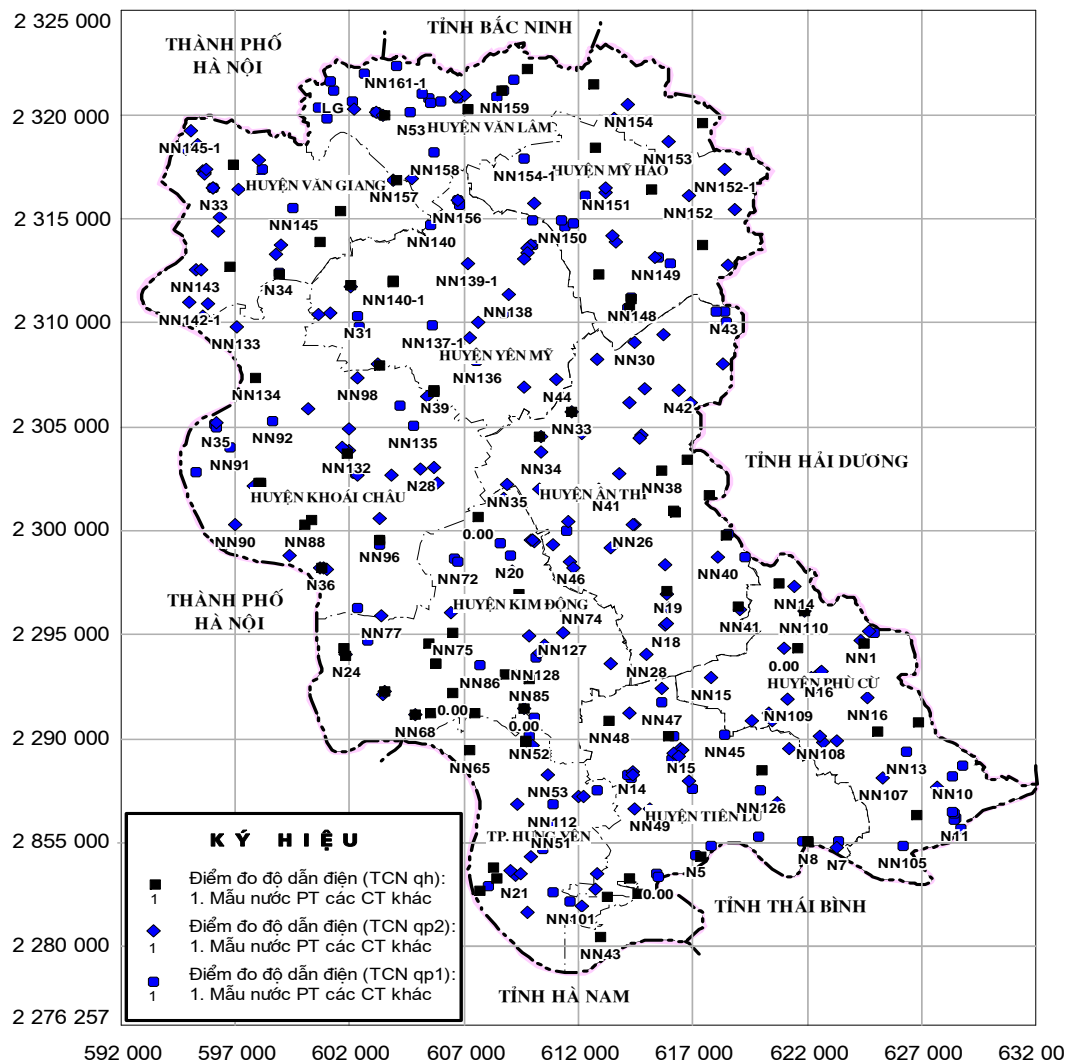 2 325 000
TỈNH BẮC NINH
THÀNH PHỐ
HÀ NỘI
NN161-1
LG
NN159
2 320 000
N53
NN154
HUYỆN VĂN LÂM
NN145-1
NN153
NN158
NN154-1
HUYỆN MỸ HÀO
HUYỆN VĂN GIANG
NN152-1
NN157
N33
NN151
NN152
2 315 000
NN145
NN156
NN140
NN150
N34
NN149
NN143
NN139-1
NN140-1
NN142-1
NN138
NN148
2 310 000
NN133
N31
N43
NN137-1
HUYỆN YÊN MỸ
NN30
NN136
NN134
NN98
N44
N39
N42
2 305 000
N35
NN92
NN33
NN135
NN91
NN132
NN34
TỈNH HẢI DƯƠNG
N28
NN38
HUYỆN KHOÁI CHÂU
NN35
HUYỆN ÂN THI
N41
2 300 000
NN90
NN88
0.00
NN96
NN26
N36
NN72
N20
N46
NN40
THÀNH PHỐ
HÀ NỘI
HUYỆN KIM ĐỘNG
N19
NN14
NN74
NN41
NN110
2 295 000
NN77
NN75
NN127
N18
NN1
N24
NN86
NN128
NN28
0.00
HUYỆN PHÙ CỪ
NN85
NN15
N16
0.00
NN16
NN68
0.00
NN47
NN109
2 290 000
NN48
NN45
NN65
NN52
N15
NN108
NN13
NN53
N14
NN107
NN10
NN112
NN49
NN126
HUYỆN TIÊN LỮ
N11
2 855 000
TP. HƯNG YÊN
NN51
N8
N7
NN105
N5
N21
0.00
TỈNH THÁI BÌNH
NN101
2 280 000
NN43
TỈNH HÀ NAM
KÝ HIỆU
Điểm đo độ dẫn điện (TCN qh):
1 1. Mẫu nước PT các CT khác
Điểm đo độ dẫn điện (TCN qp2):
1 1. Mẫu nước PT các CT khác
Điểm đo độ dẫn điện (TCN qp1):
1 1. Mẫu nước PT các CT khác
2 276 257
592 000 597 000 602 000 607 000 612 000 617 000 622 000 627 000 632 00